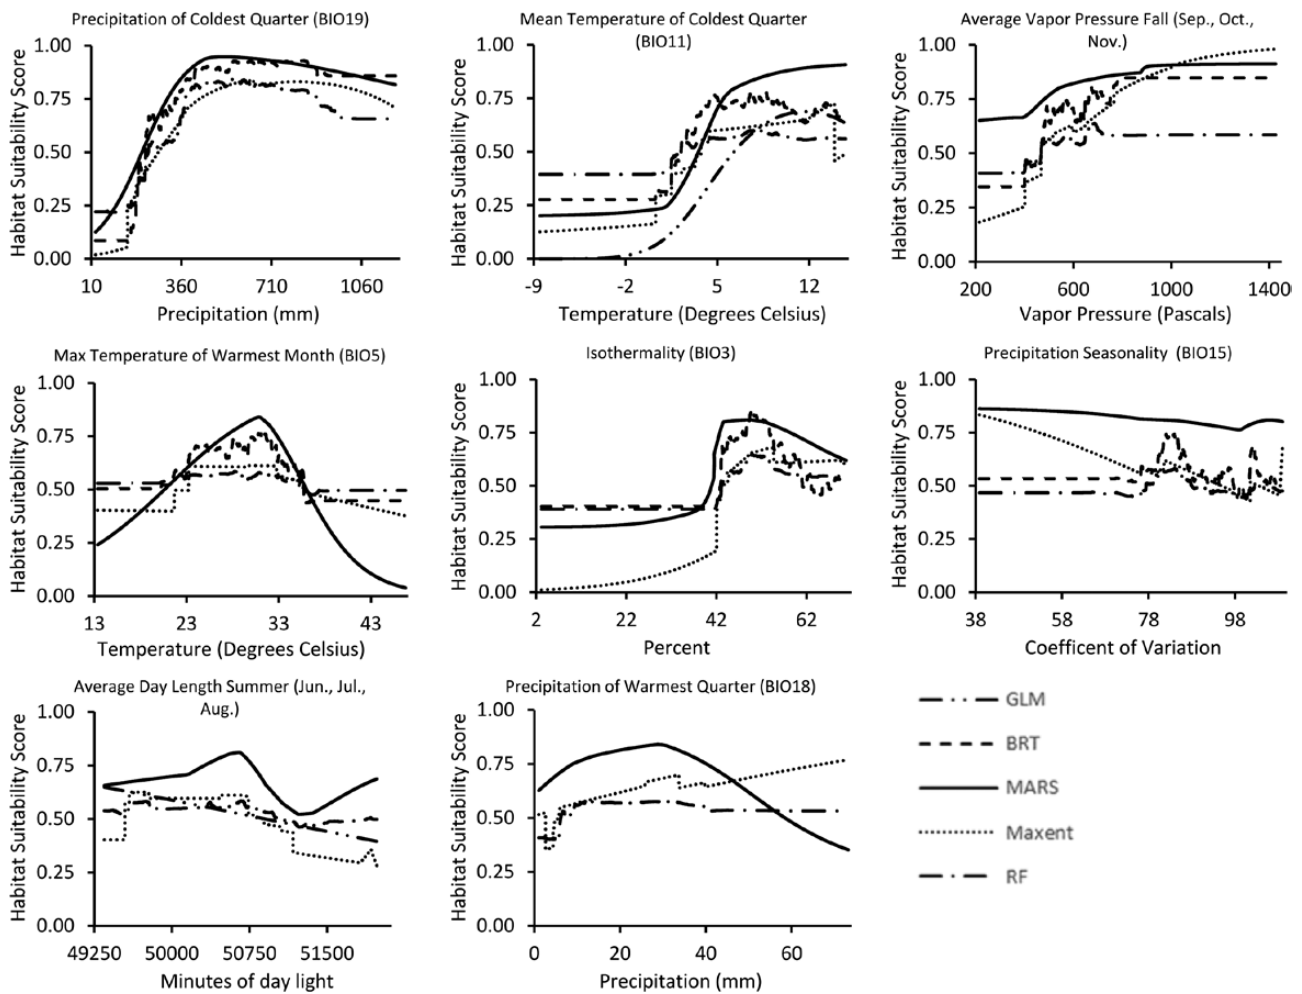 Precipitation of Coldest Quarter (BIO19)
Habitat Suitability Score
1.00
0.75
0.50
0.25
0.00
10 360 710 1060
Precipitation (mm)
Mean Temperature of Coldest Quarter
(BIO11)
Habitat Suitability Score
1.00
0.75
0.50
0.25
0.00
-9 -2 5 12
Temperature (Degrees Celsius)
Average Vapor Pressure Fall (Sep., Oct.,
Nov.)
Habitat Suitability Score
1.00
0.75
0.50
0.25
0.00
200 600 1000 1400
Vapor Pressure (Pascals)
Max Temperature of Warmest Month (BIO5)
Habitat Suitability Score
1.00
0.75
0.50
0.25
0.00
13 23 33 43
Temperature (Degrees Celsius)
Isothermality (BIO3)
Habitat Suitability Score
1.00
0.75
0.50
0.25
0.00
2 22 42 62
Percent
Precipitation Seasonality (BIO15)
Habitat Suitability Score
1.00
0.75
0.50
0.25
0.00
38 58 78 98
Coefficent of Variation
Average Day Length Summer (Jun., Jul.,
Aug.)
Habitat Suitability Score
1.00
0.75
0.50
0.25
0.00
49250 50000 50750 51500
Minutes of day light
Precipitation of Warmest Quarter (BIO18)
Habitat Suitability Score
1.00
0.75
0.50
0.25
0.00
0 20 40 60
Precipitation (mm)
GLM
BRT
MARS
Maxent
RF